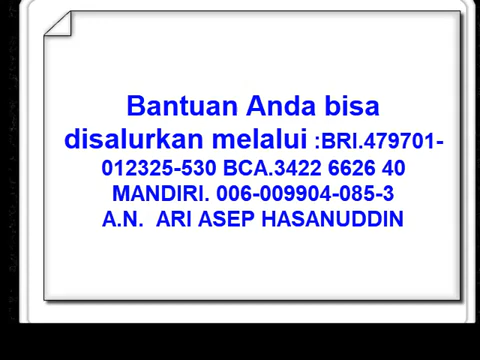 Bantuan Anda bisa
disalurkan melalui :BRI.479701-
012325-530 BCA.3422 6626 40
MANDIRI. 006-009904-085-3
A.N.  ARI ASEP HASANUDDIN